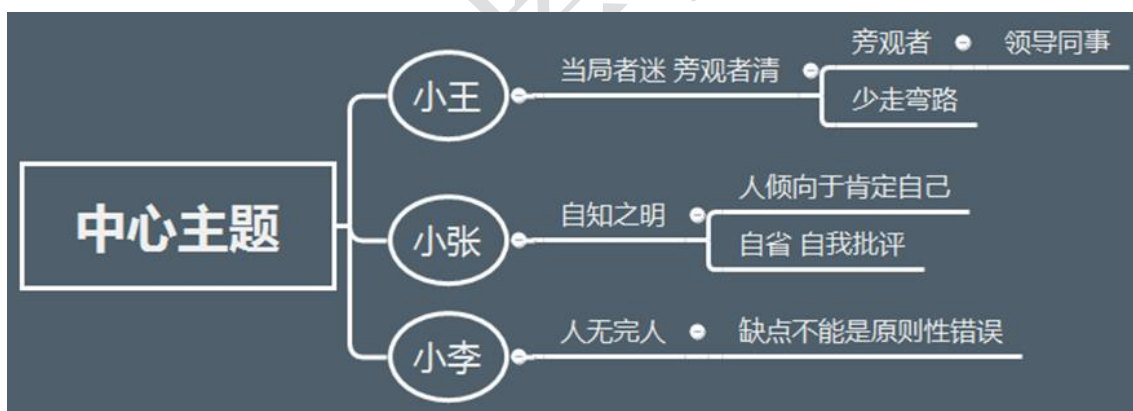 中心主题
小王
当局者迷 旁观者清
旁观者
领导同事
少走弯路
小张
自知之明
人倾向于肯定自己
自省 自我批评
小李
人无完人
缺点不能是原则性错误